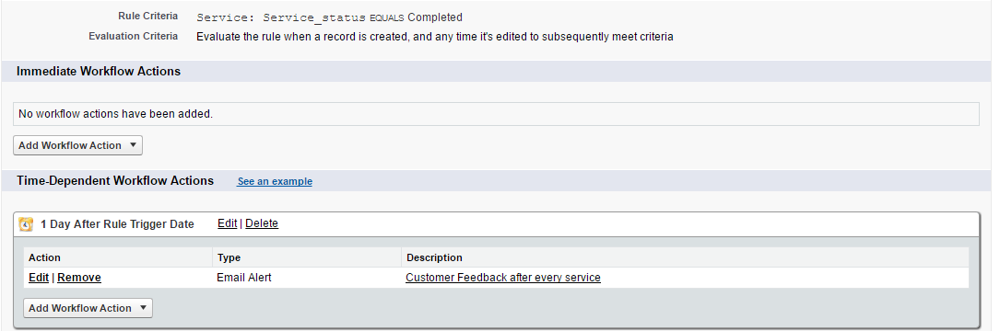 Rule Criteria Service: Service_status EQUALS Completed
Evaluation Criteria Evaluate the rule when a record is created, and any time it's edited to subsequently meet criteria
Immediate Workflow Actions
No workflow actions have been added.
Add Workflow Action
Time-Dependent Workflow Actions See an example
1 Day After Rule Trigger Date Edit | Delete
Action Type Description
Edit | Remove Email Alert Customer Feedback after every service
Add Workflow Action